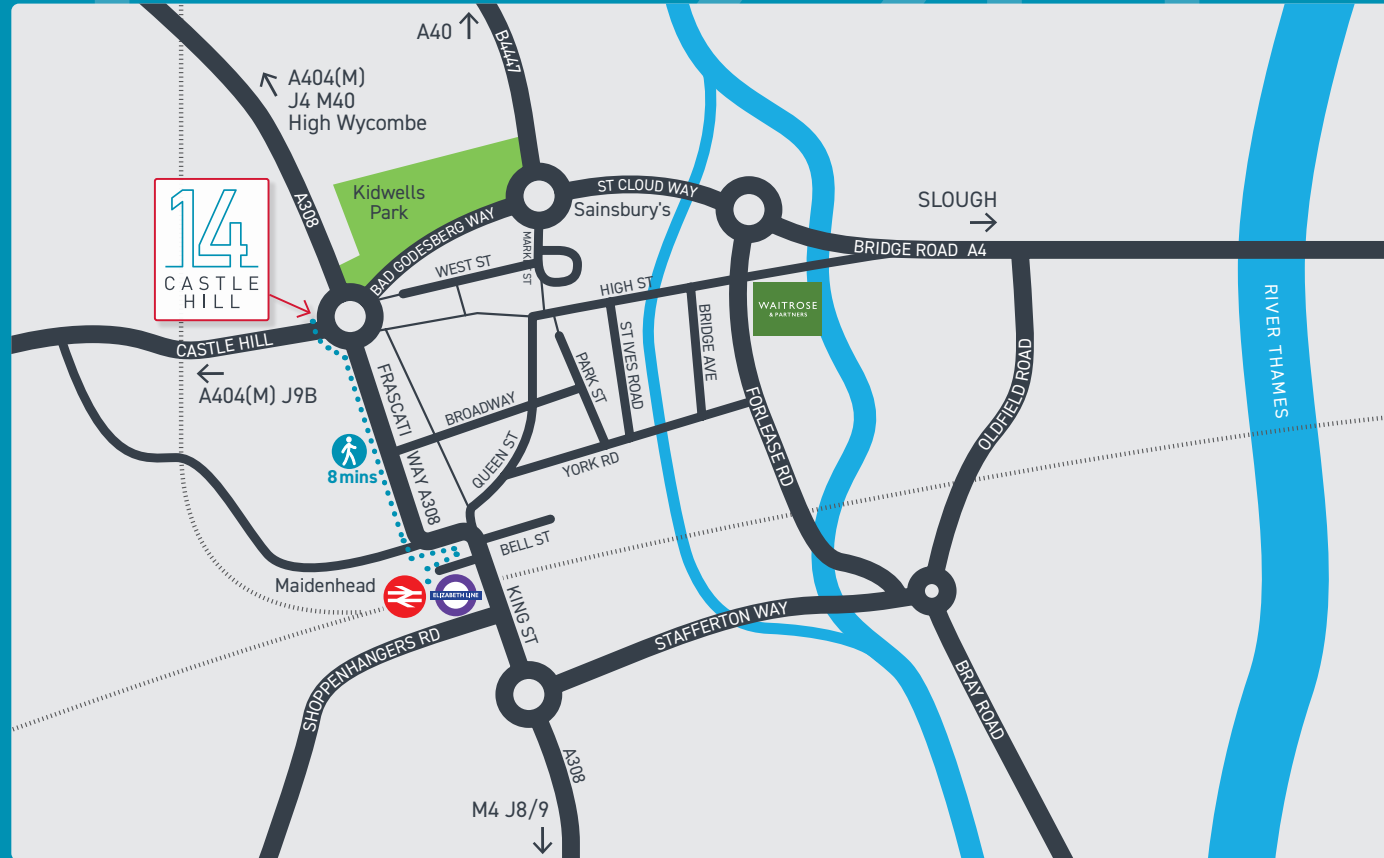 A40
B4447
A404(M)
J4 M40
High Wycombe
A308
Kidwells
Park
14
CASTLE
HILL
BAD GODESBERG WAY
ST CLOUD WAY
Sainsbury's
SLOUGH
BRIDGE ROAD A4
MARKET ST
WEST ST
HIGH ST
WAITROSE
& PARTNERS
RIVER THAMES
CASTLE HILL
A404(M) J9B
FRASCATI
WAY A308
BROADWAY
PARK ST
ST IVES ROAD
BRIDGE AVE
FORLEASE RD
OLDFIELD ROAD
8mins
QUEEN ST
YORK RD
BELL ST
Maidenhead
ELIZABETH LINE
KING ST
STAFFERTON WAY
SHOPPENHANGERS RD
BRAY ROAD
A308
M4 J8/9